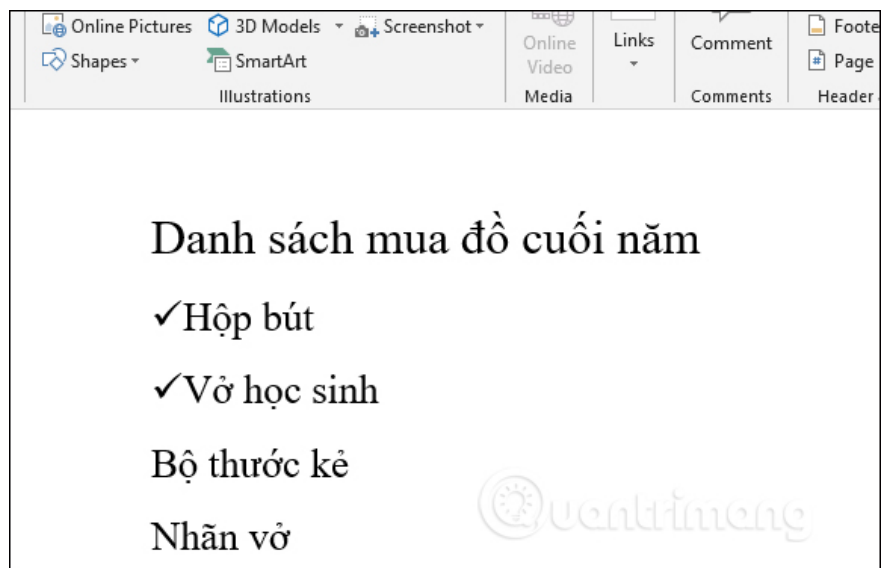 Online Pictures 3D Models Screenshot
Shapes SmartArt
Illustrations
Online Video
Media
Links
Comment
Comments
Foote
Page
Header
Danh sách mua đồ cuối năm
✓Hộp bút
✓Vở học sinh
Bộ thước kẻ
Nhãn vở
Quantrimang